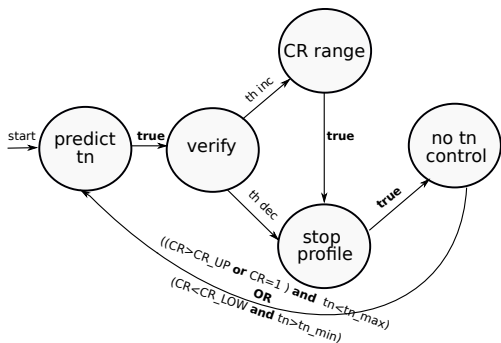 CR range
th inc
start
predict
tn
true
verify
true
no tn
control
th dec
true
stop
profile
((CR>CR_UP or CR=1 ) and tn<tn_max)
OR
(CR<CR_LOW and tn>tn_min)